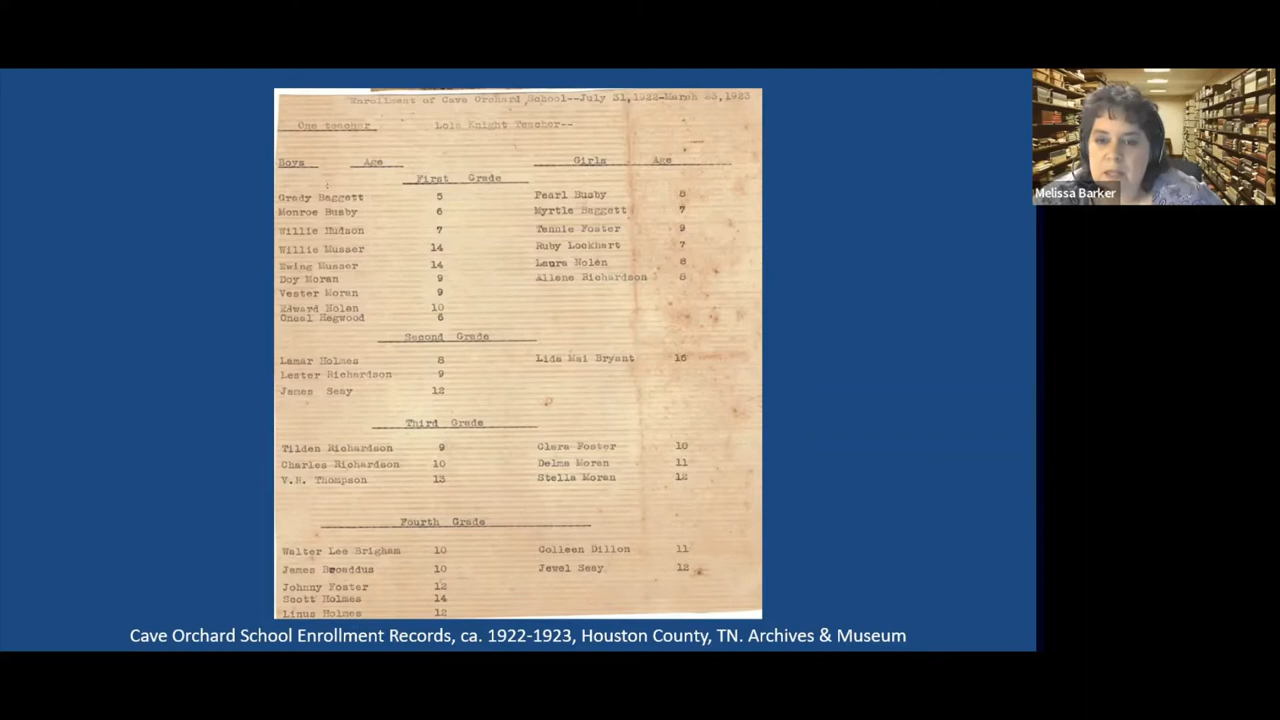 Enrollment of Cave Orchard School--July 31,1922-March 23,1923
One teacher Lola Knight Teacher--
Boys Age Girls Age
First Grade
Grady Baggett 5 Pearl Busby 8
Monroe Busby 6 Myrtle Baggett 7
Willie Hudson 7 Tennie Foster 9
Willie Musser 14 Ruby Lockhart 7
Ewing Musser 14 Laura Nolen 8
Doy Moran 9 Allene Richardson 8
Vester Moran 9
Edward Nolen 10
Oneal Hegwood 6
Second Grade
Lamar Holmes 8 Lida Mai Bryant 16
Lester Richardson 9
James Seay 12
Third Grade
Tilden Richardson 9 Clara Foster 10
Charles Richardson 10 Delma Moran 11
V.H. Thompson 13 Stella Moran 12
Fourth Grade
Walter Lee Brigham 10 Colleen Dillon 11
James Broaddus 10 Jewel Seay 12
Johnny Foster 12
Scott Holmes 14
Linus Holmes 12
Cave Orchard School Enrollment Records, ca. 1922-1923, Houston County, TN. Archives & Museum
Melissa Barker